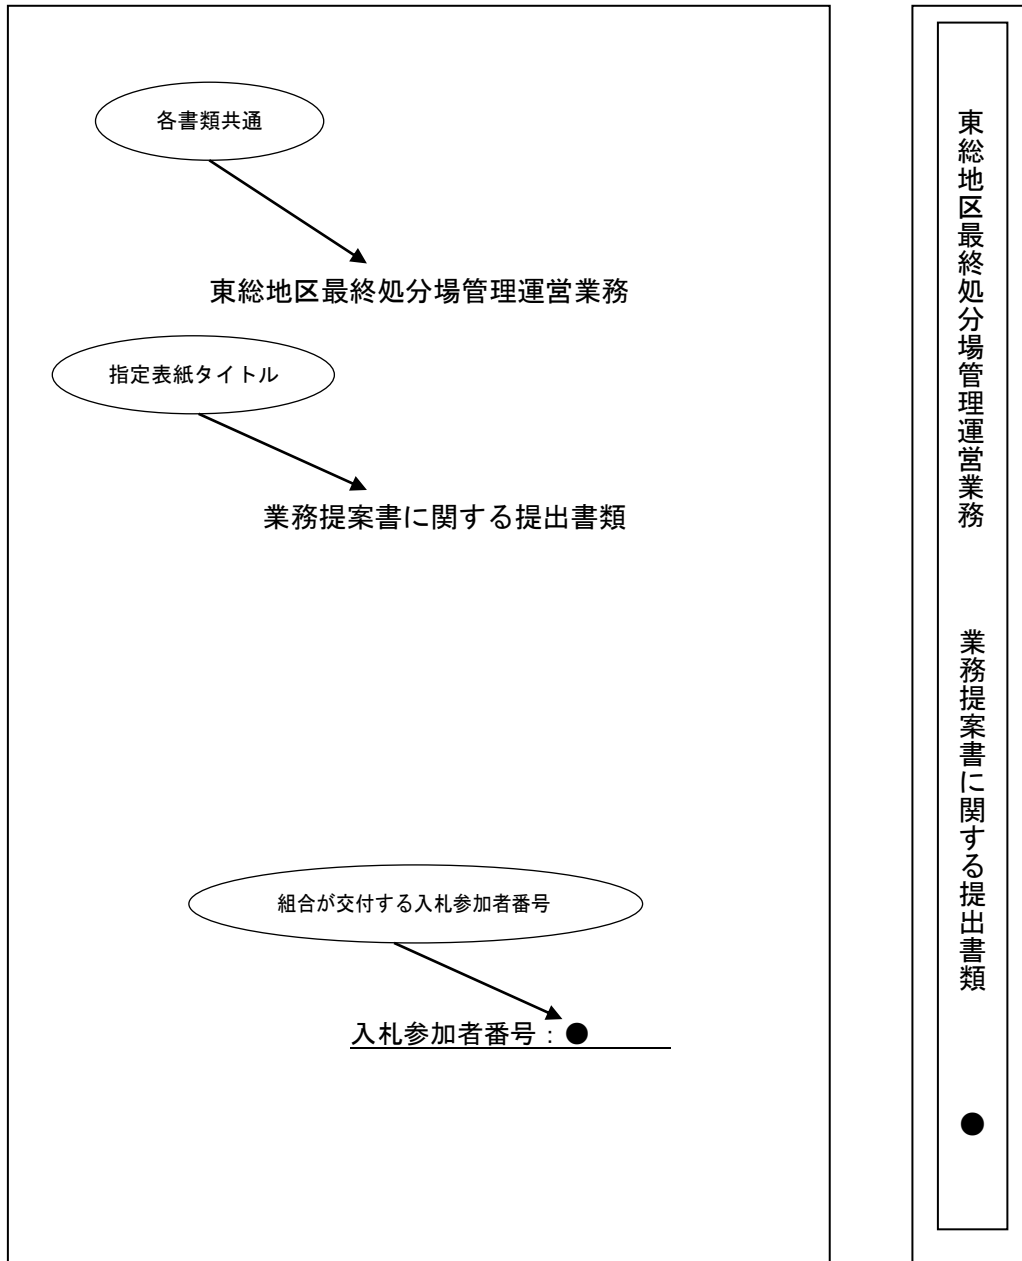 各書類共通
東総地区最終処分場管理運営業務
指定表紙タイトル
業務提案書に関する提出書類
組合が交付する入札参加者番号
入札参加者番号：●
東総地区最終処分場管理運営業務
業務提案書に関する提出書類
●